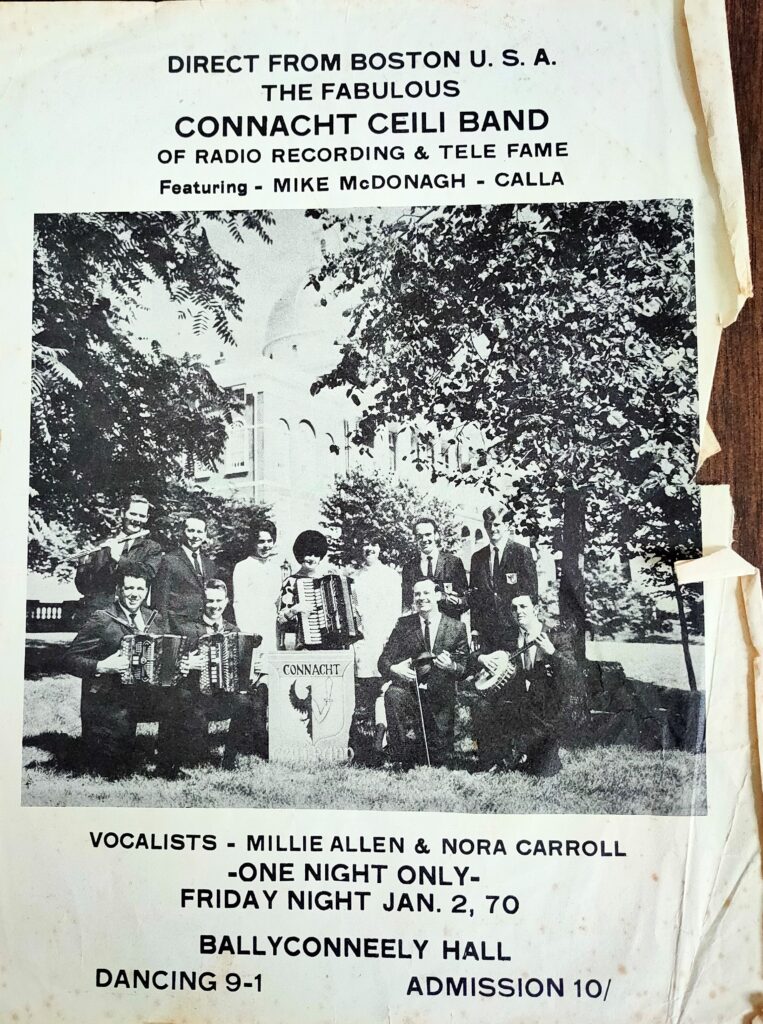 DIRECT FROM BOSTON U. S. A.
THE FABULOUS
CONNACHT CEILI BAND
OF RADIO RECORDING & TELE FAME
Featuring - MIKE McDONAGH - CALLA
CONNACHT
BAND
VOCALISTS - MILLIE ALLEN & NORA CARROLL
-ONE NIGHT ONLY-
FRIDAY NIGHT JAN. 2, 70
BALLYCONNEELY HALL
DANCING 9-1 ADMISSION 10/